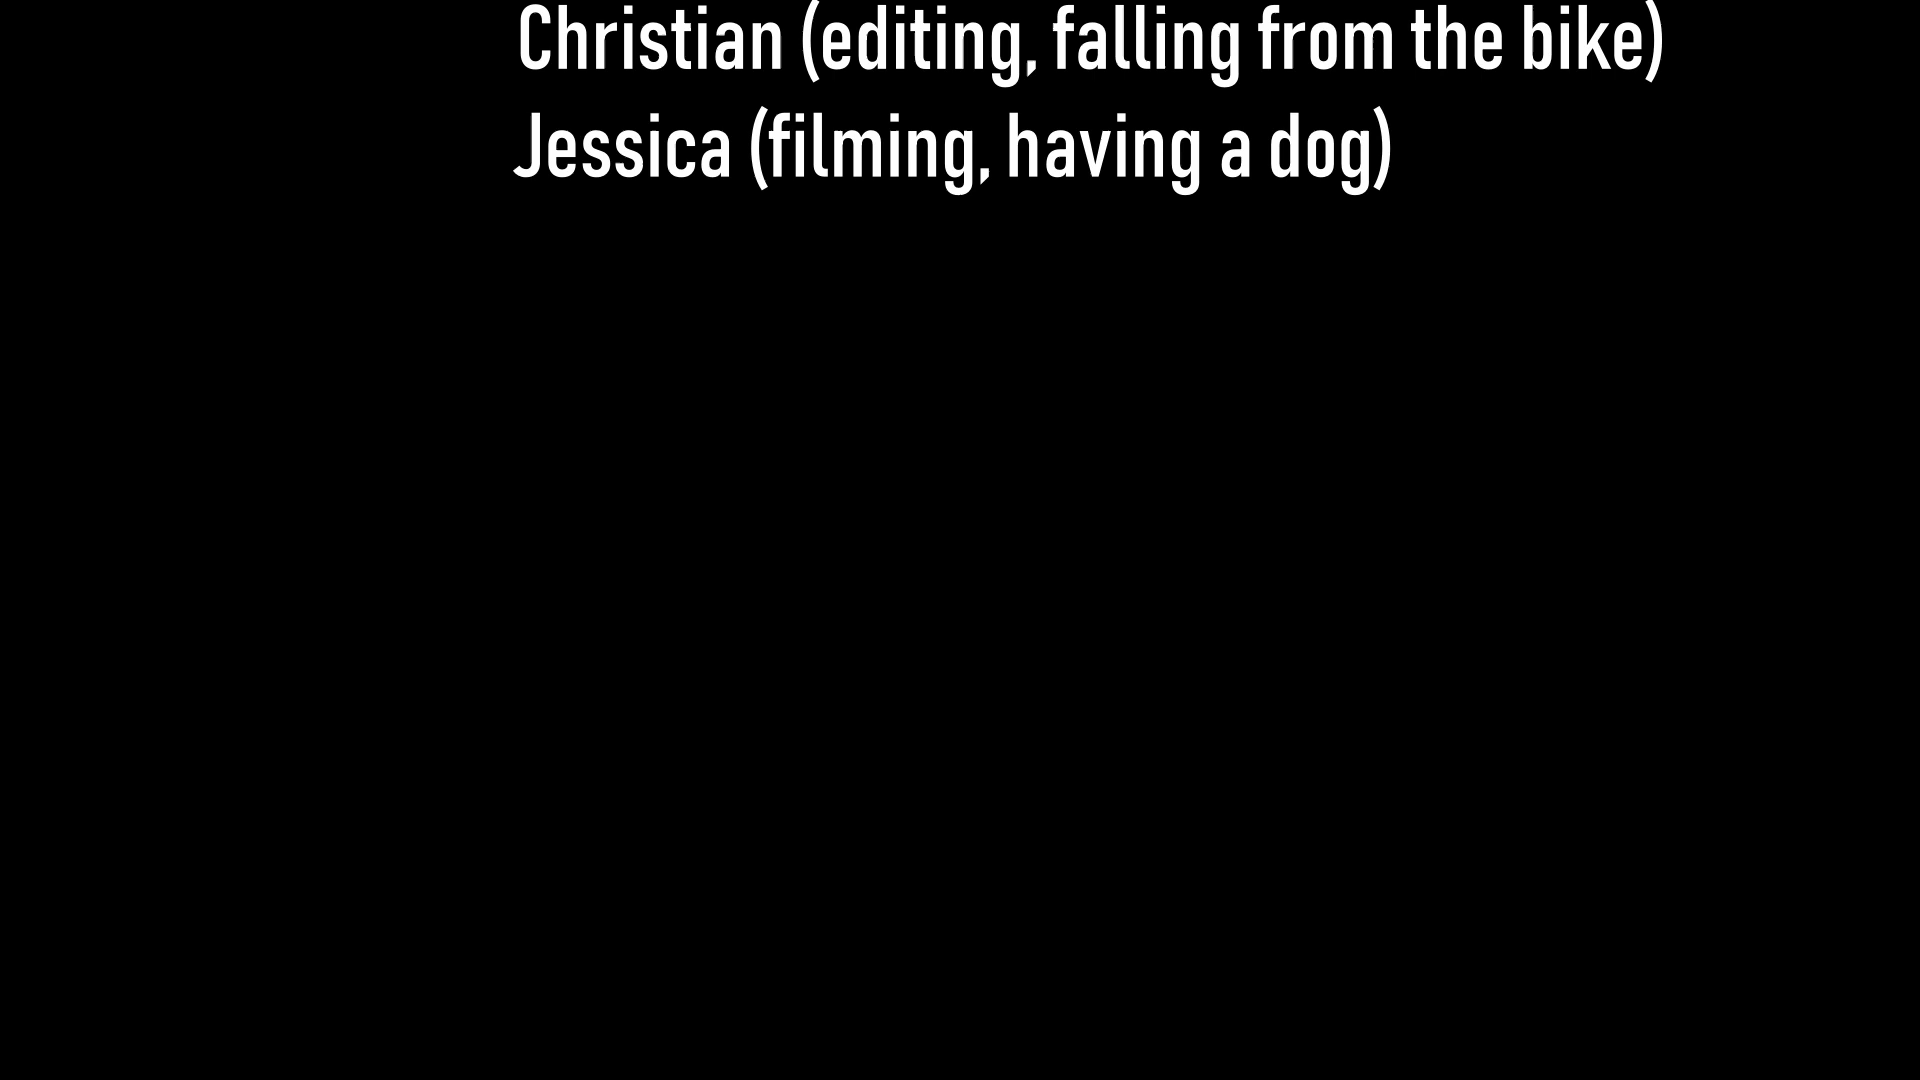 Christian (editing, falling from the bike)
Jessica (filming, having a dog)